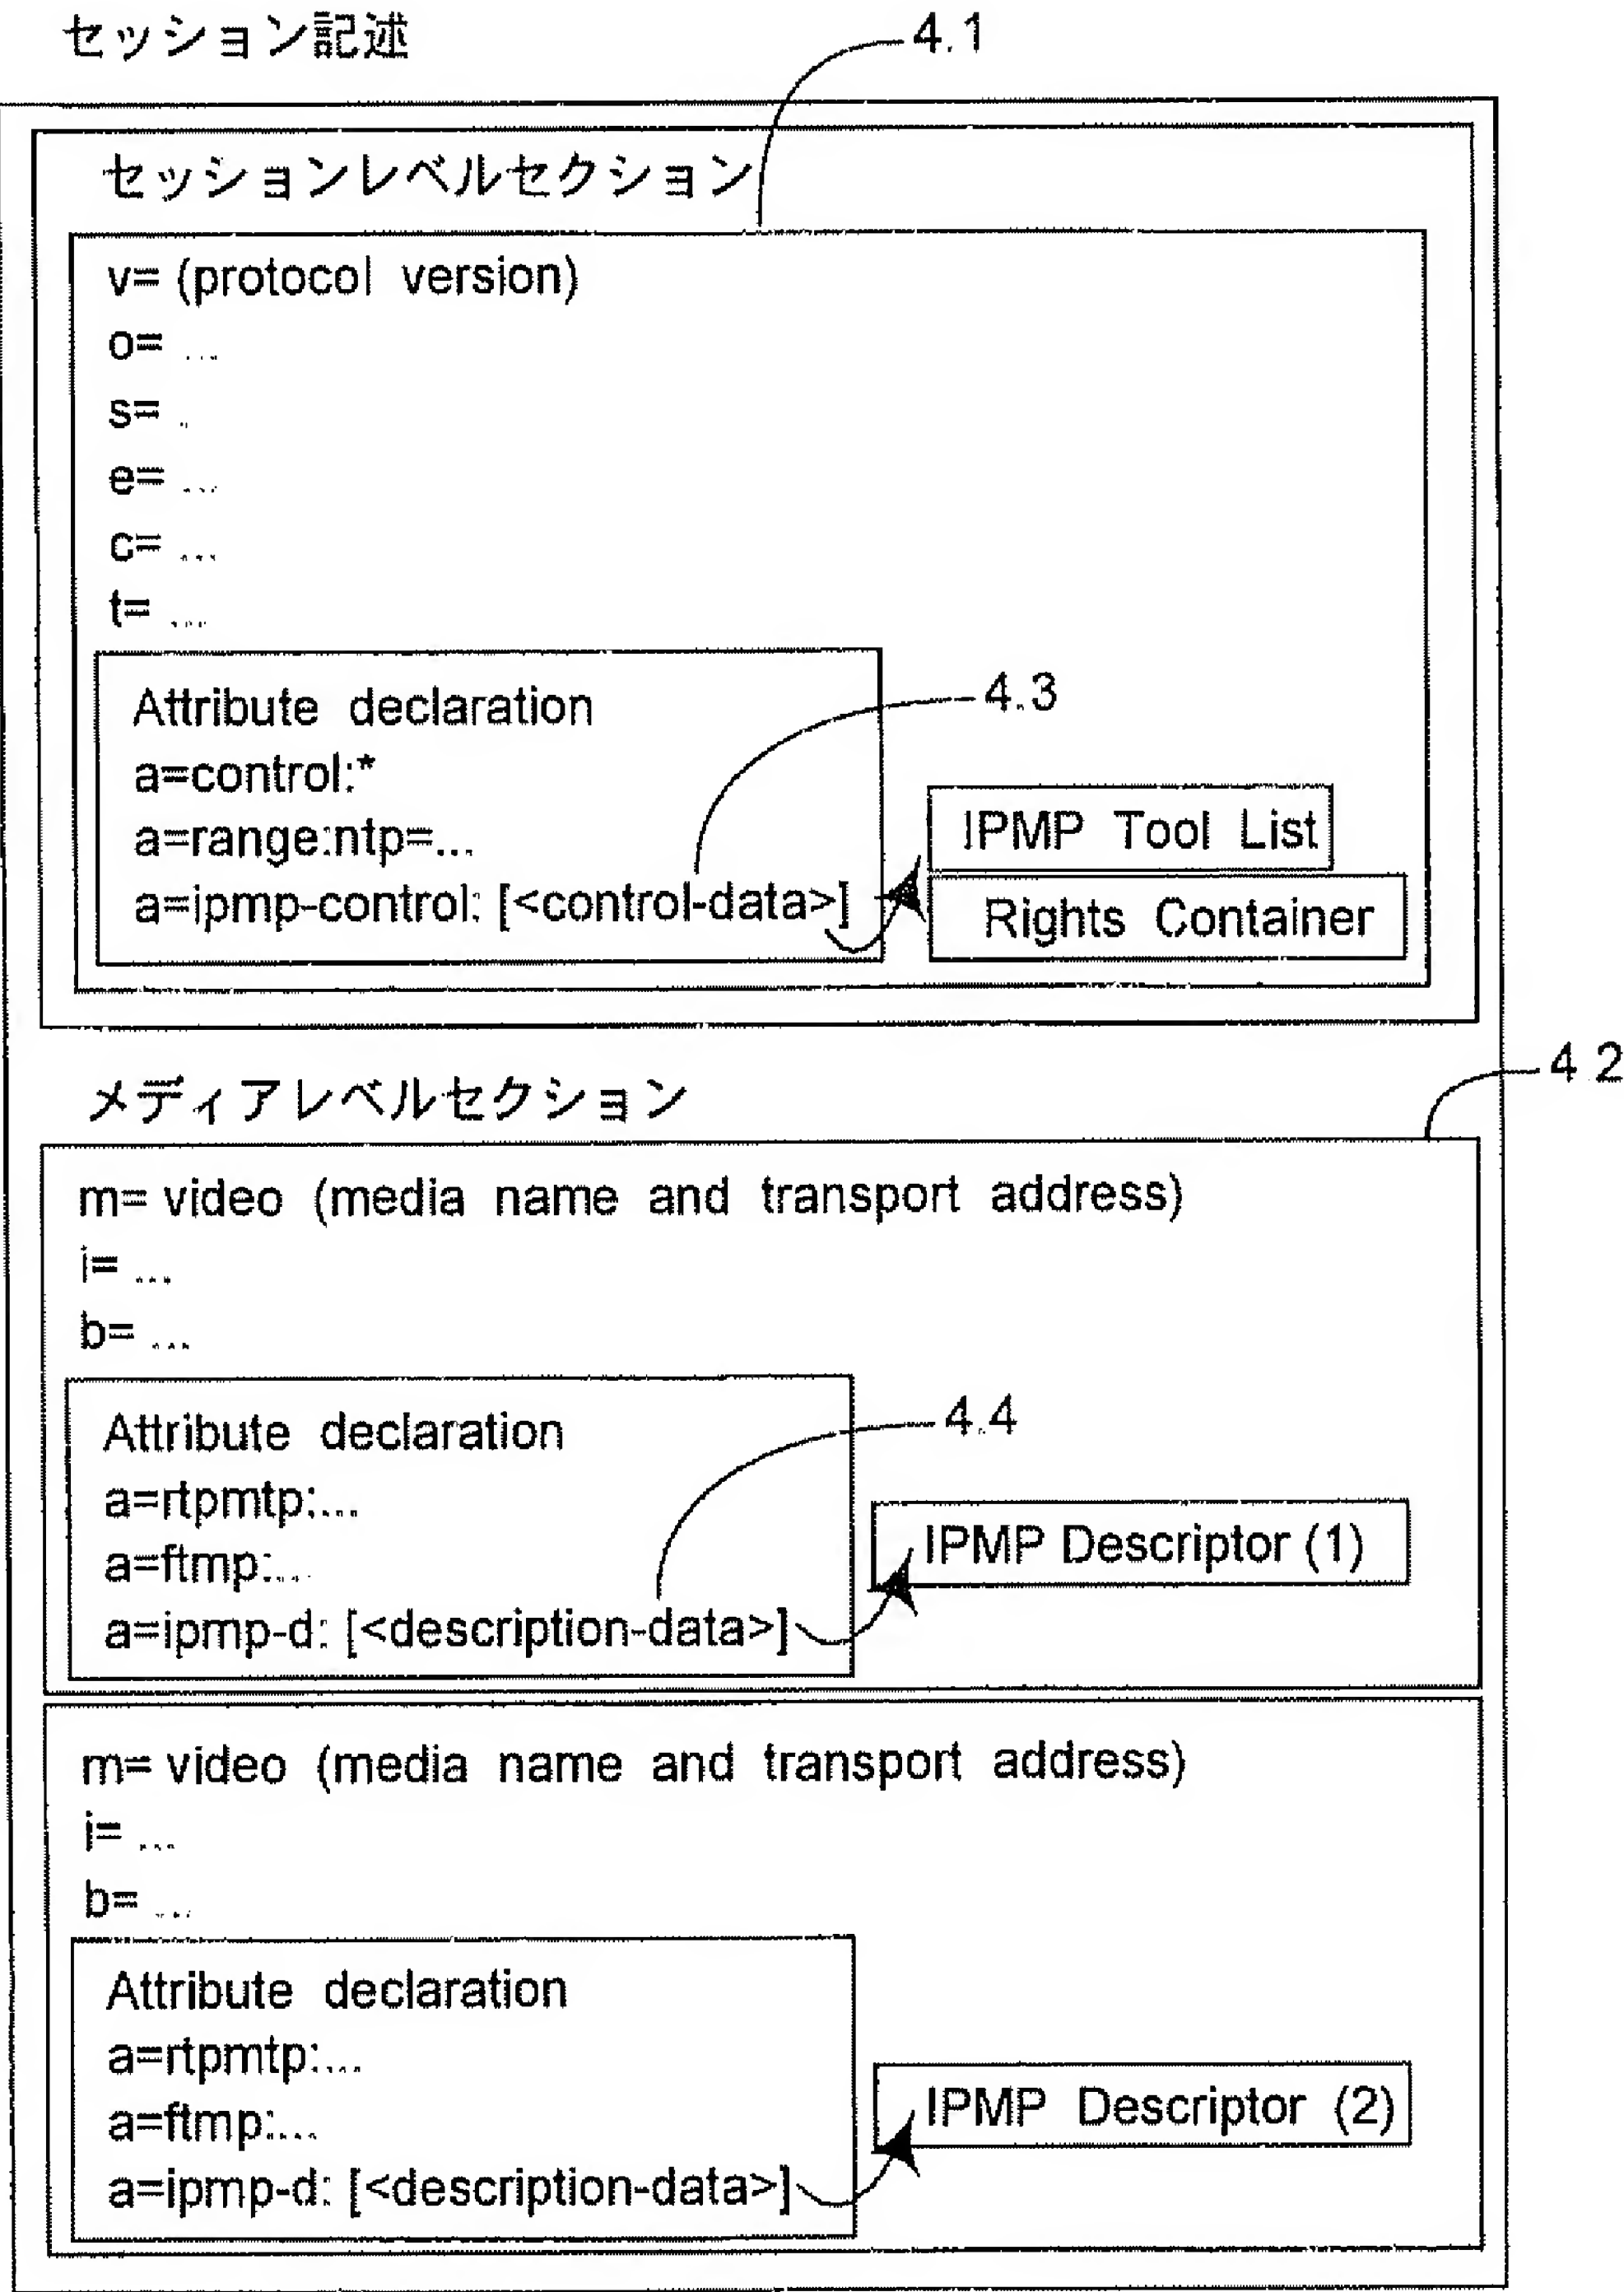 セッション記述
4.1
セッションレベルセクション
v= (protocol version)
o= ...
s= .
e= ...
c= ...
t= ...
Attribute declaration
4.3
a=control:*
a=range:ntp=...
IPMP Tool List
a=ipmp-control: [<control-data>]
Rights Container
メディアレベルセクション
4.2
m= video (media name and transport address)
i= ...
b= ...
Attribute declaration
4.4
a=rtpmtp:...
a=ftmp:...
IPMP Descriptor (1)
a=ipmp-d: [<description-data>]
m= video (media name and transport address)
i= ...
b= ...
Attribute declaration
a=rtpmtp:...
a=ftmp:...
IPMP Descriptor (2)
a=ipmp-d: [<description-data>]